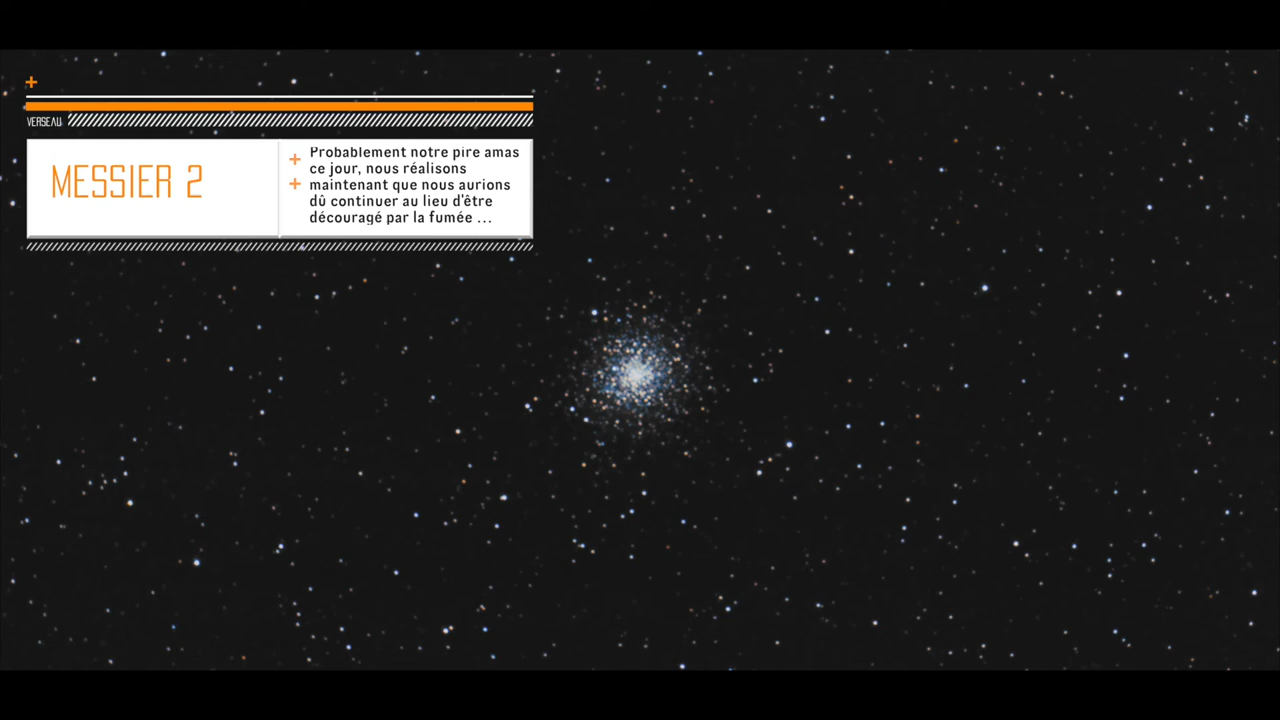 VERSEAU
MESSIER 2
Probablement notre pire amas
ce jour, nous réalisons
maintenant que nous aurions
dû continuer au lieu d'être
découragé par la fumée ...